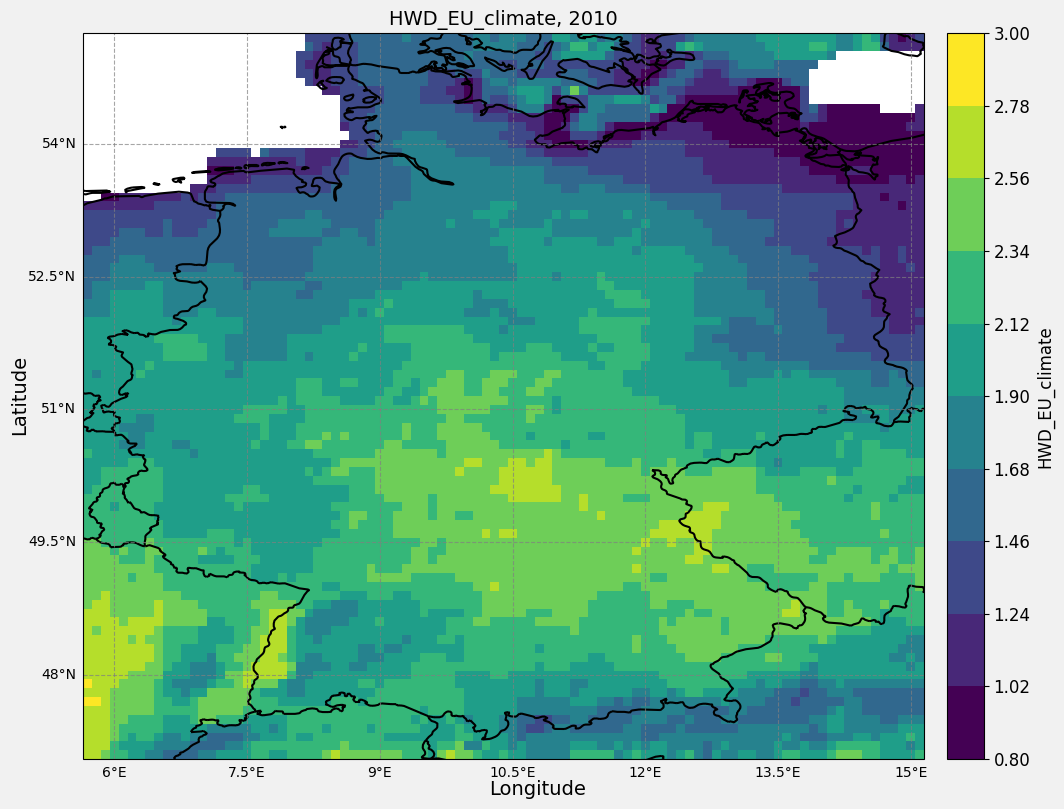 HWD_EU_climate, 2010
54°N
52.5°N
51°N
49.5°N
48°N
Latitude
6°E
7.5°E
9°E
10.5°E
12°E
13.5°E
15°E
Longitude
3.00
2.78
2.56
2.34
2.12
1.90
1.68
1.46
1.24
1.02
0.80
HWD_EU_climate